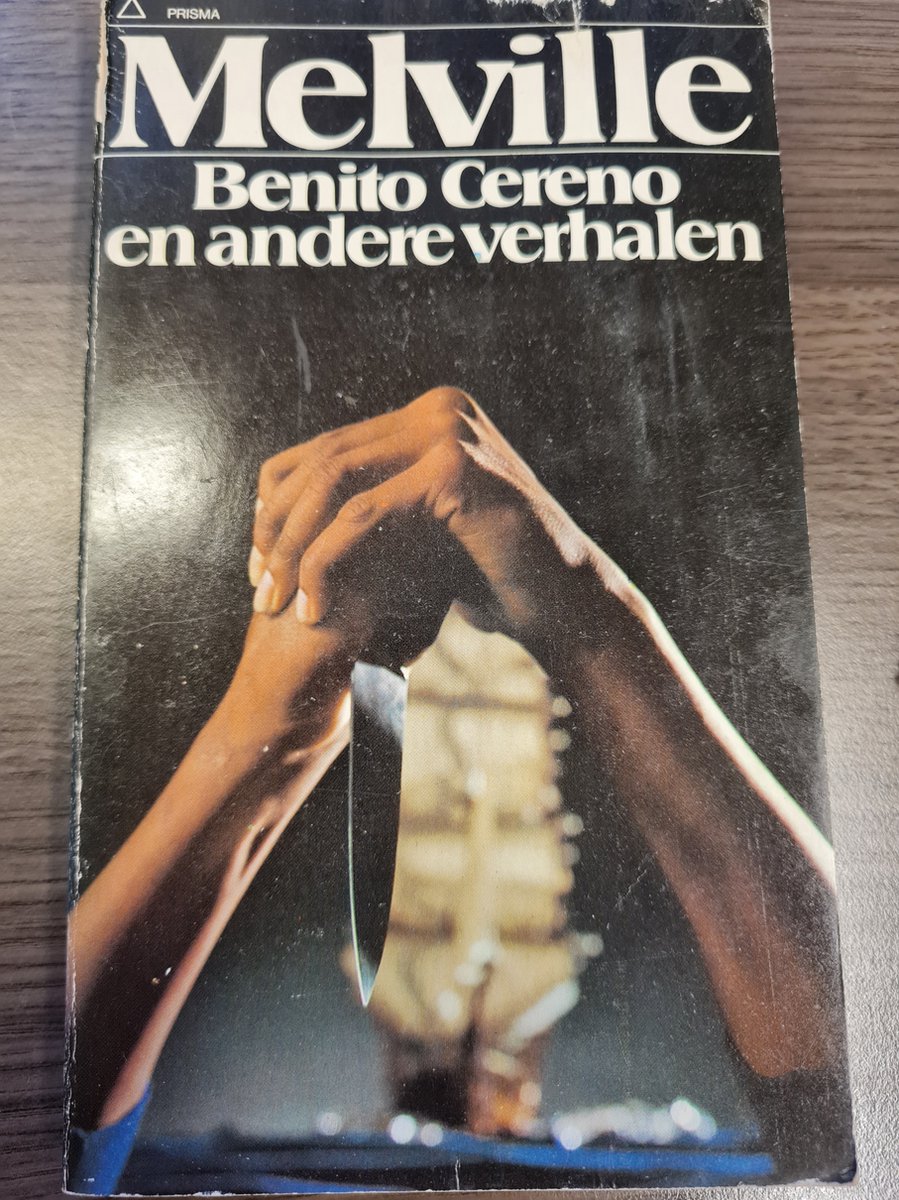 PRISMA
Melville
Benito Cereno
en andere verhalen